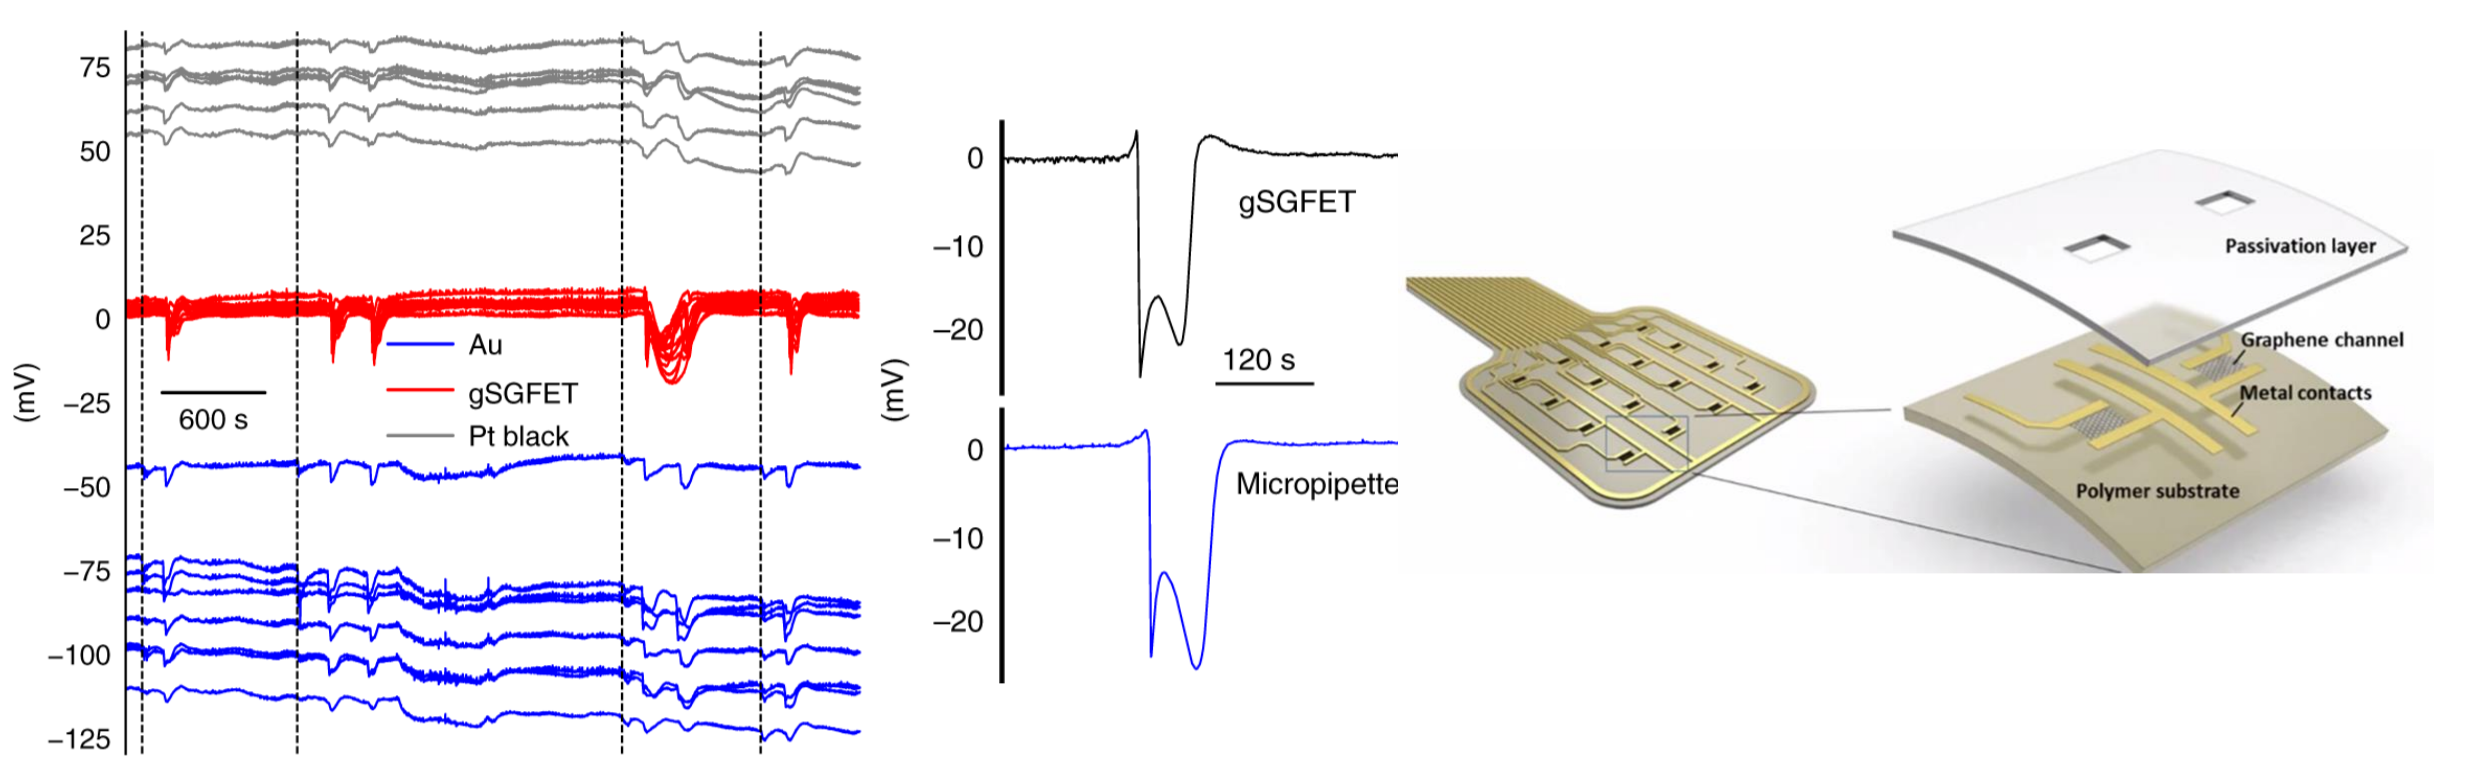 75
50
25
0
−25
−50
−75
−100
−125
(mV)
600 s
Au
gSGFET
Pt black
0
−10
−20
(mV)
gSGFET
120 s
0
−10
−20
Micropipette
Passivation layer
Graphene channel
Metal contacts
Polymer substrate